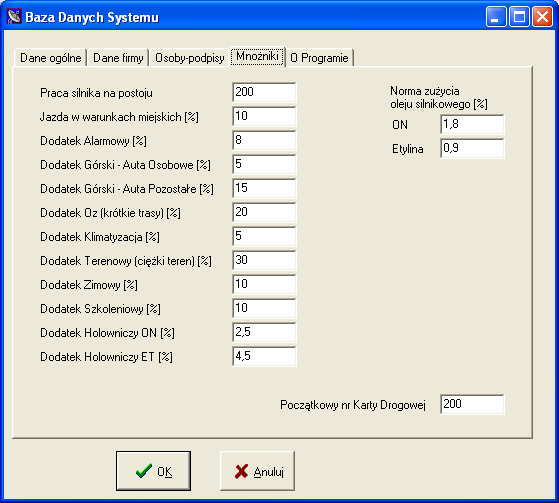 Baza Danych Systemu
Dane ogólne Dane firmy Osoby-podpisy Mnożniki O Programie
Praca silnika na postoju 200
Jazda w warunkach miejskich [%] 10
Dodatek Alarmowy [%] 8
Dodatek Górski - Auta Osobowe [%] 5
Dodatek Górski - Auta Pozostałe [%] 15
Dodatek Oz (krótkie trasy) [%] 20
Dodatek Klimatyzacja [%] 5
Dodatek Terenowy (ciężki teren) [%] 30
Dodatek Zimowy [%] 10
Dodatek Szkoleniowy [%] 10
Dodatek Holowniczy ON [%] 2,5
Dodatek Holowniczy ET [%] 4,5
Norma zużycia
oleju silnikowego [%]
ON 1,8
Etylina 0,9
Początkowy nr Karty Drogowej 200
OK Anuluj